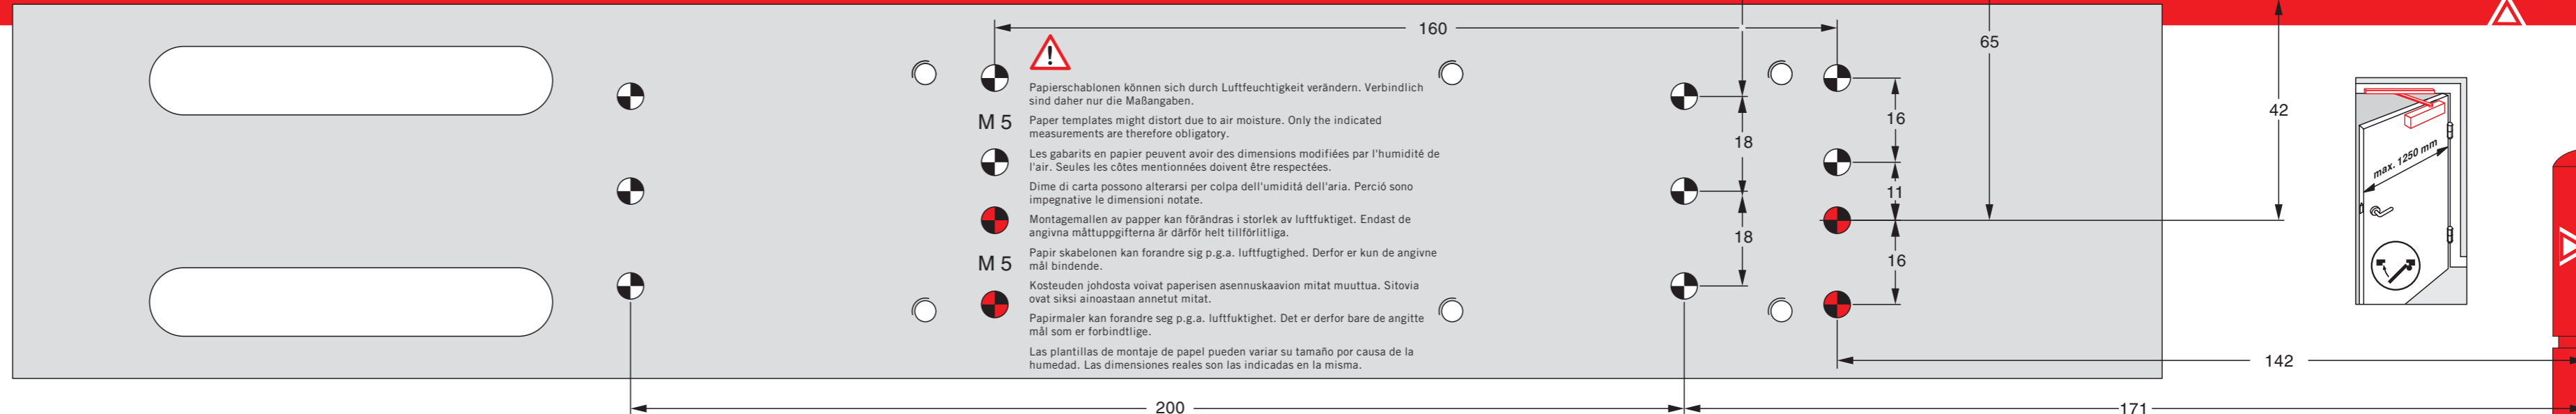 160
65
42
Papierschablonen können sich durch Luftfeuchtigkeit verändern. Verbindlich
sind daher nur die Maßangaben.
M 5
Paper templates might distort due to air moisture. Only the indicated
measurements are therefore obligatory.
16
18
Les gabarits en papier peuvent avoir des dimensions modifiées par l'humidité de
l'air. Seules les côtes mentionnées doivent être respectées.
max. 1250 mm
Dime di carta possono alterarsi per colpa dell'umiditá dell'aria. Perció sono
impegnative le dimensioni notate.
11
Montagemallen av papper kan förändras i storlek av luftfuktiget. Endast de
angivna måttuppgifterna är därför helt tillförlitliga.
18
Papir skabelonen kan forandre sig p.g.a. luftfugtighed. Derfor er kun de angivne
mål bindende.
M 5
16
Kosteuden johdosta voivat paperisen asennuskaavion mitat muuttua. Sitovia
ovat siksi ainoastaan annetut mitat.
Papirmaler kan forandre seg p.g.a. luftfuktighet. Det er derfor bare de angitte
mål som er forbindtlige.
Las plantillas de montaje de papel pueden variar su tamaño por causa de la
humedad. Las dimensiones reales son las indicadas en la misma.
142
200
171